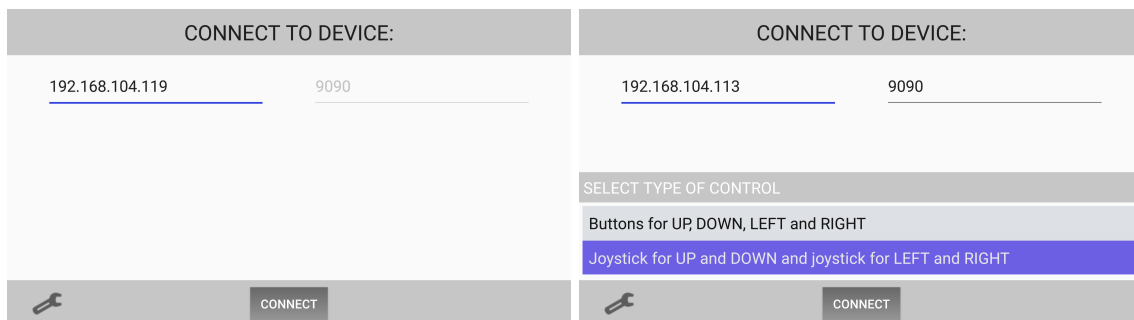 CONNECT TO DEVICE:
192.168.104.119 9090
CONNECT
CONNECT TO DEVICE:
192.168.104.113 9090
SELECT TYPE OF CONTROL
Buttons for UP, DOWN, LEFT and RIGHT
Joystick for UP and DOWN and joystick for LEFT and RIGHT
CONNECT